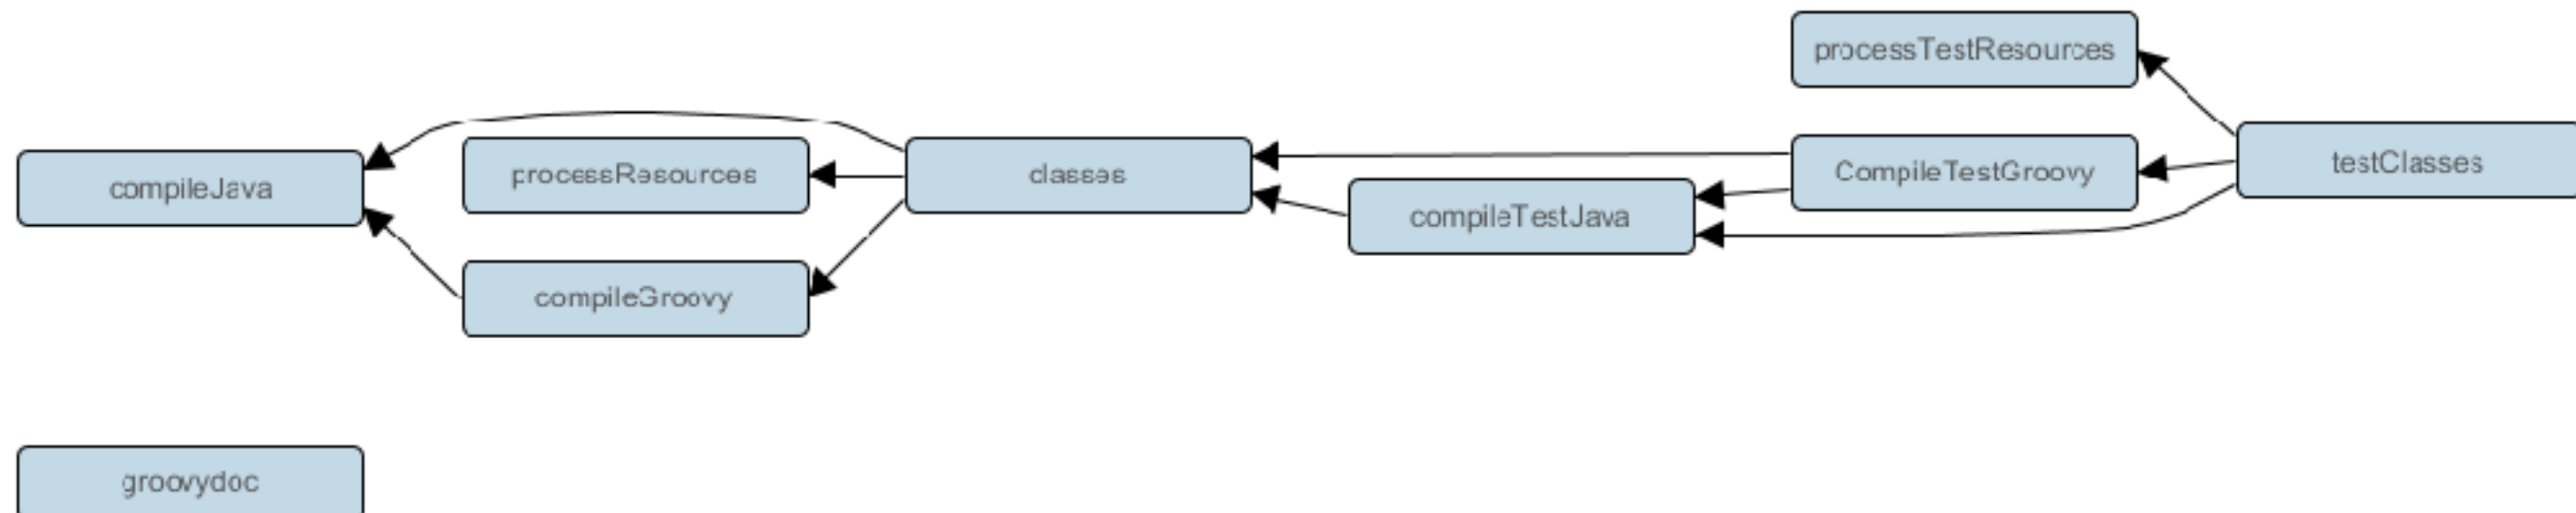 processTestResources
compileJava
processResources
classes
CompileTestGroovy
testClasses
compileTestJava
compileGroovy
groovydoc